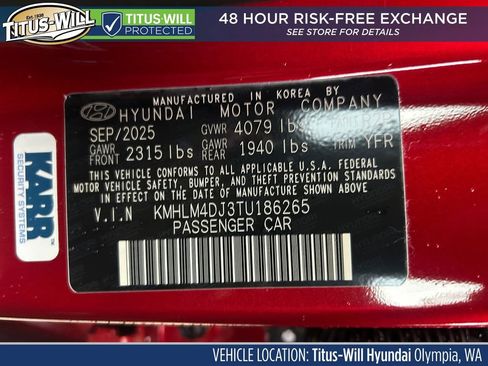 EST. 1938
TITUS-WILL
TITUS-WILL
PROTECTED
48 HOUR RISK-FREE EXCHANGE
SEE STORE FOR DETAILS
MANUFACTURED IN KOREA BY
HYUNDAI MOTOR COMPANY
SEP/2025 GVWR 4079 lbs
GAWR FRONT 2315 lbs GAWR REAR 1940 lbs TRIM YFR
THIS VEHICLE CONFORMS TO ALL APPLICABLE U.S.A. FEDERAL
MOTOR VEHICLE SAFETY, BUMPER, AND THEFT PREVENTION STANDARDS
IN EFFECT ON THE DATE OF MANUFACTURE SHOWN ABOVE.
V.I.N KMHLM4DJ3TU186265
PASSENGER CAR
KARR
SECURITY SYSTEMS
VEHICLE LOCATION: Titus-Will Hyundai Olympia, WA